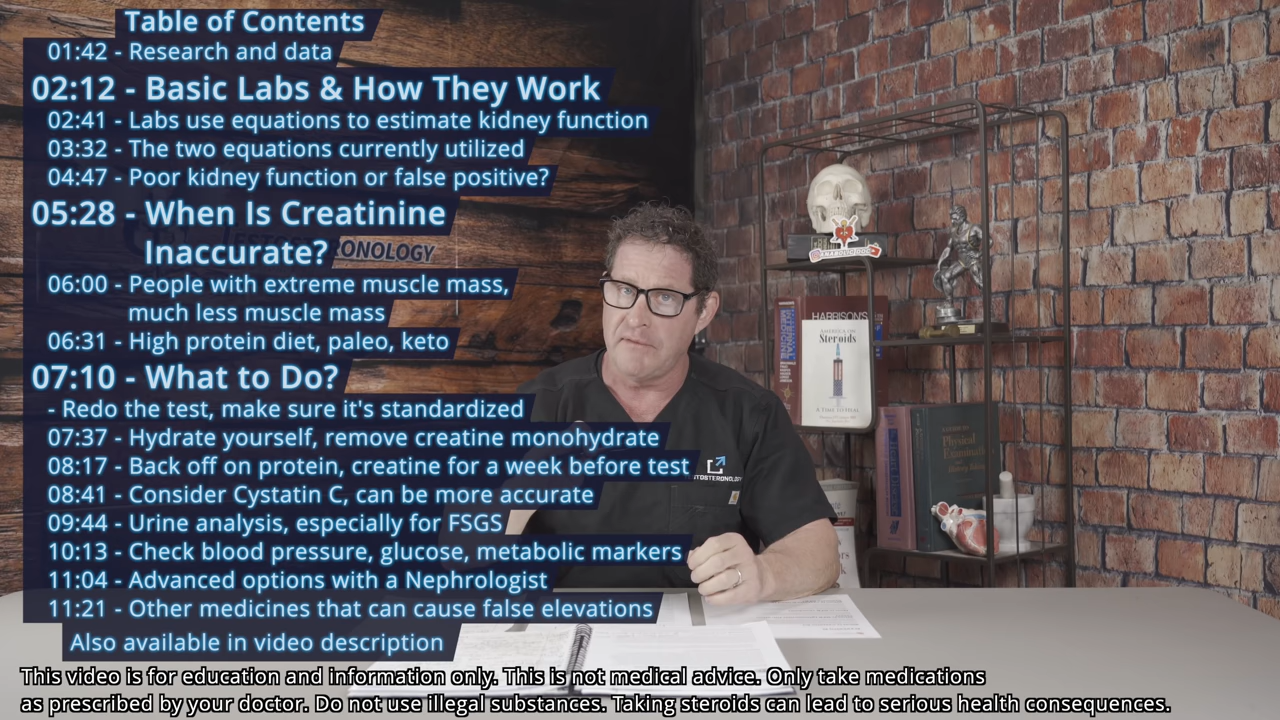 Table of Contents
01:42 - Research and data
02:12 - Basic Labs & How They Work
02:41 - Labs use equations to estimate kidney function
03:32 - The two equations currently utilized
04:47 - Poor kidney function or false positive?
05:28 - When Is Creatinine
Inaccurate?
06:00 - People with extreme muscle mass,
much less muscle mass
06:31 - High protein diet, paleo, keto
07:10 - What to Do?
- Redo the test, make sure it's standardized
07:37 - Hydrate yourself, remove creatine monohydrate
08:17 - Back off on protein, creatine for a week before test
08:41 - Consider Cystatin C, can be more accurate
09:44 - Urine analysis, especially for FSGS
10:13 - Check blood pressure, glucose, metabolic markers
11:04 - Advanced options with a Nephrologist
11:21 - Other medicines that can cause false elevations
Also available in video description
This video is for education and information only. This is not medical advice. Only take medications
as prescribed by your doctor. Do not use illegal substances. Taking steroids can lead to serious health consequences.
ANABOLIC DOC
HARRISON'S
AMERICA ON
Steroids
A TIME TO HEAL
Physical